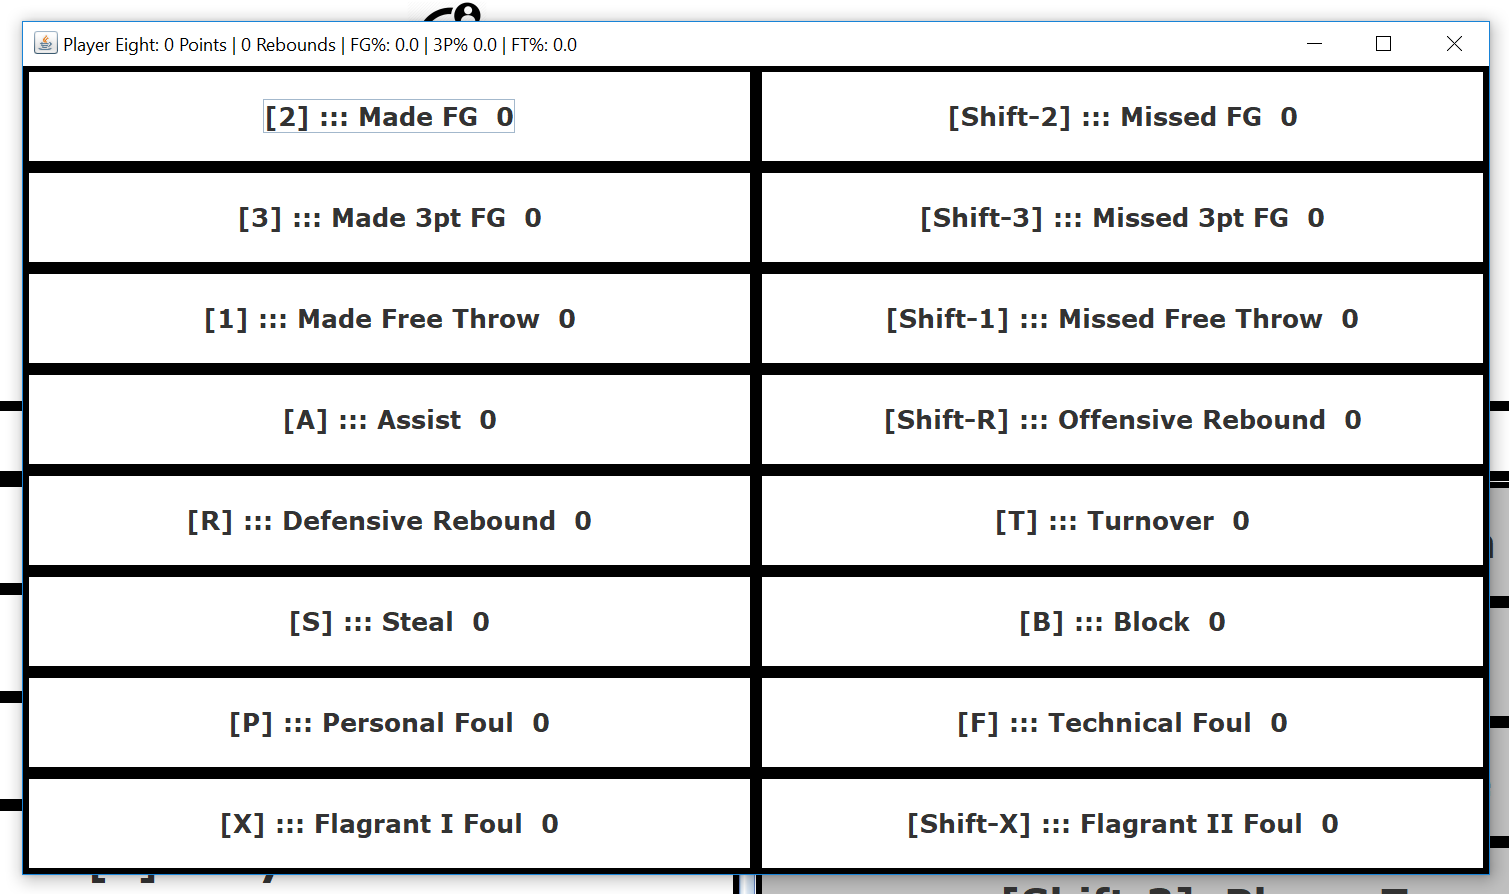 Player Eight: 0 Points | 0 Rebounds | FG%: 0.0 | 3P% 0.0 | FT%: 0.0
[2] ::: Made FG 0
[Shift-2] ::: Missed FG 0
[3] ::: Made 3pt FG 0
[Shift-3] ::: Missed 3pt FG 0
[1] ::: Made Free Throw 0
[Shift-1] ::: Missed Free Throw 0
[A] ::: Assist 0
[Shift-R] ::: Offensive Rebound 0
[R] ::: Defensive Rebound 0
[T] ::: Turnover 0
[S] ::: Steal 0
[B] ::: Block 0
[P] ::: Personal Foul 0
[F] ::: Technical Foul 0
[X] ::: Flagrant I Foul 0
[Shift-X] ::: Flagrant II Foul 0